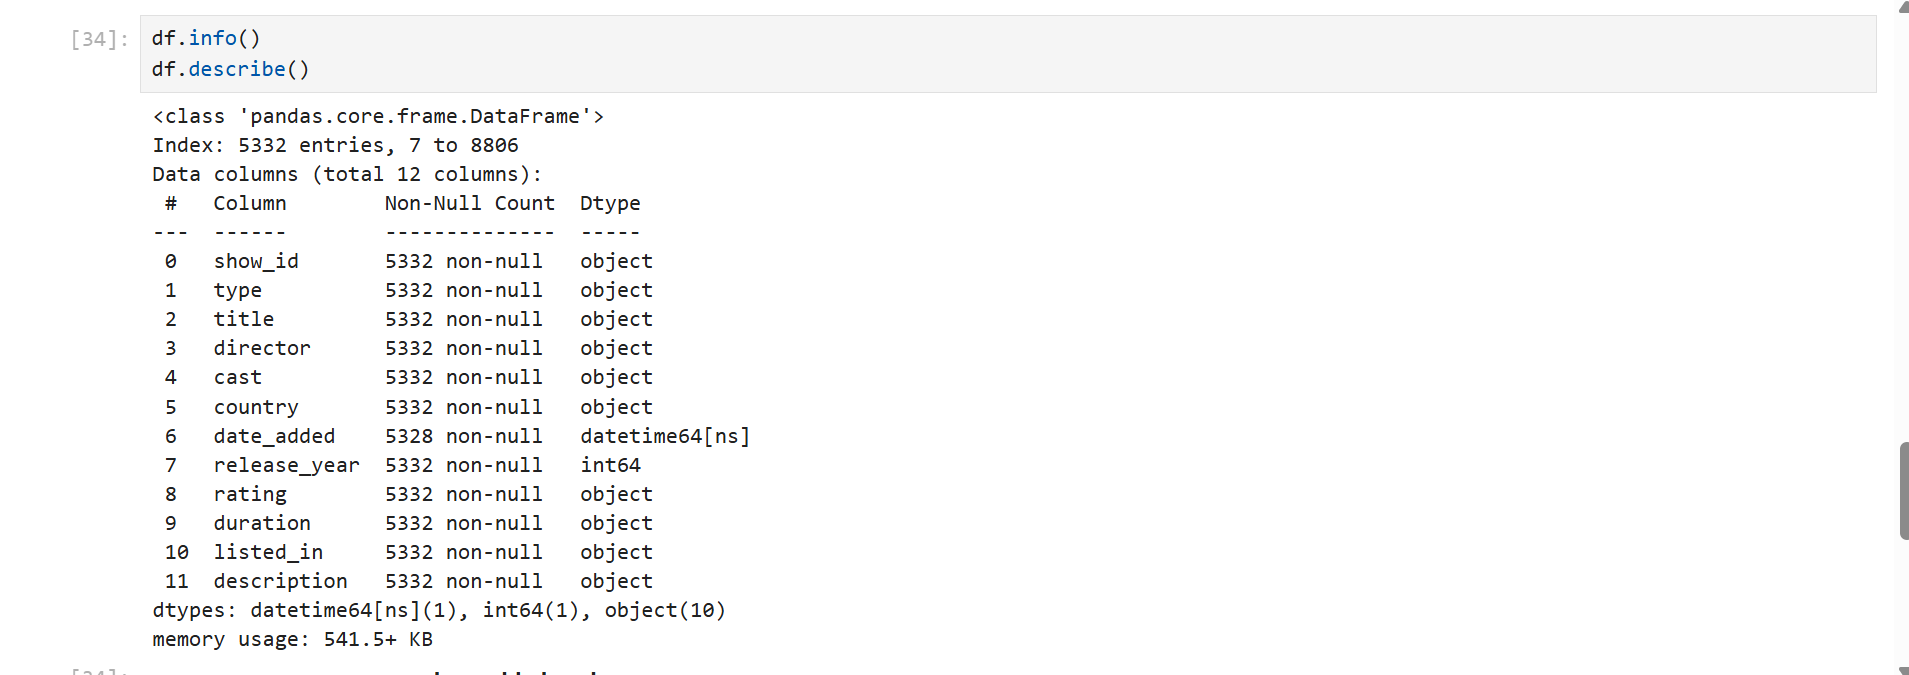 [34]:
df.info()
df.describe()
<class 'pandas.core.frame.DataFrame'>
Index: 5332 entries, 7 to 8806
Data columns (total 12 columns):
 #   Column        Non-Null Count  Dtype
---  ------        --------------  -----
 0   show_id       5332 non-null   object
 1   type          5332 non-null   object
 2   title         5332 non-null   object
 3   director      5332 non-null   object
 4   cast          5332 non-null   object
 5   country       5332 non-null   object
 6   date_added    5328 non-null   datetime64[ns]
 7   release_year  5332 non-null   int64
 8   rating        5332 non-null   object
 9   duration      5332 non-null   object
 10  listed_in     5332 non-null   object
 11  description   5332 non-null   object
dtypes: datetime64[ns](1), int64(1), object(10)
memory usage: 541.5+ KB